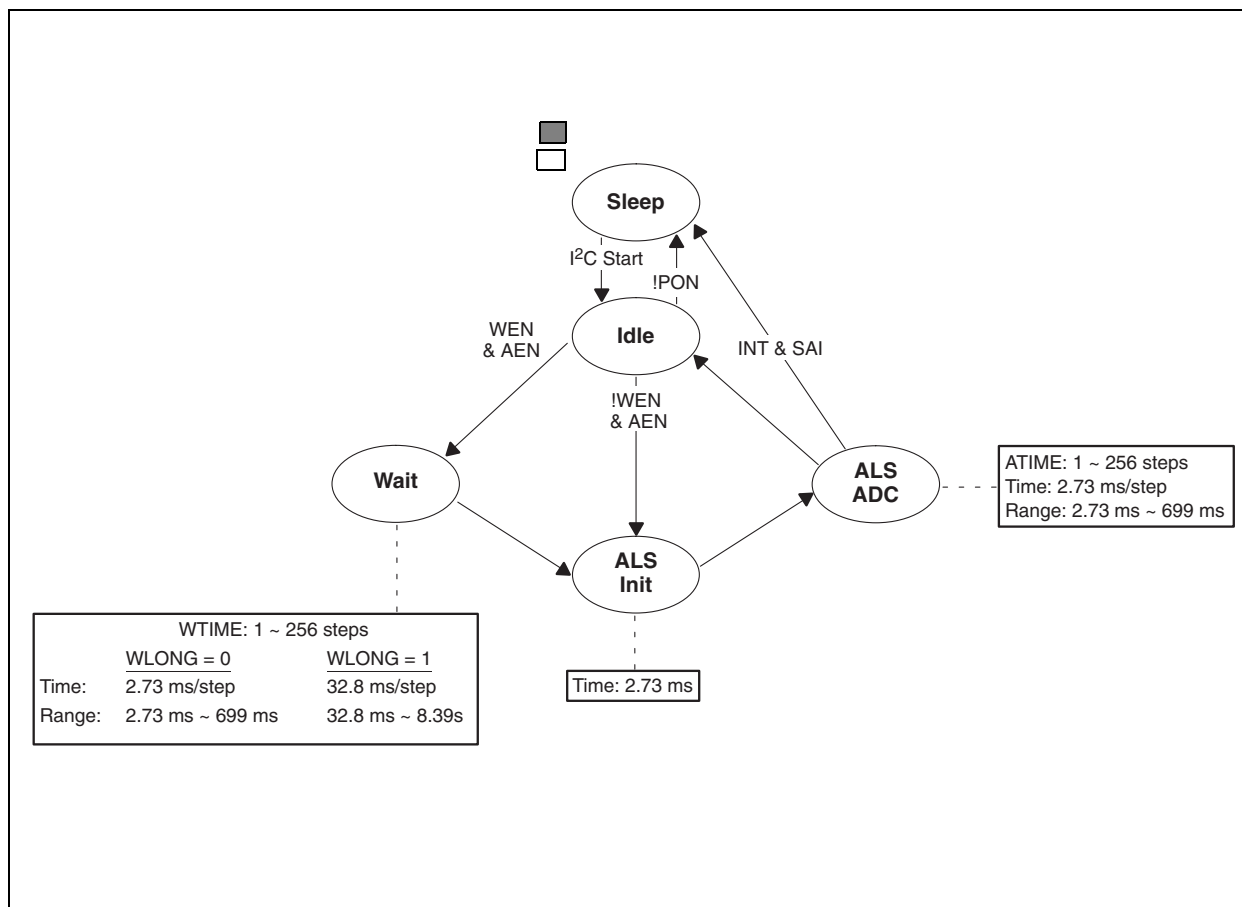 Sleep
I²C Start
!PON
Idle
WEN
& AEN
INT & SAI
!WEN
& AEN
Wait
ALS
ADC
ATIME: 1 ~ 256 steps
Time: 2.73 ms/step
Range: 2.73 ms ~ 699 ms
ALS
Init
WTIME: 1 ~ 256 steps
WLONG = 0 WLONG = 1
Time: 2.73 ms/step 32.8 ms/step
Range: 2.73 ms ~ 699 ms 32.8 ms ~ 8.39s
Time: 2.73 ms